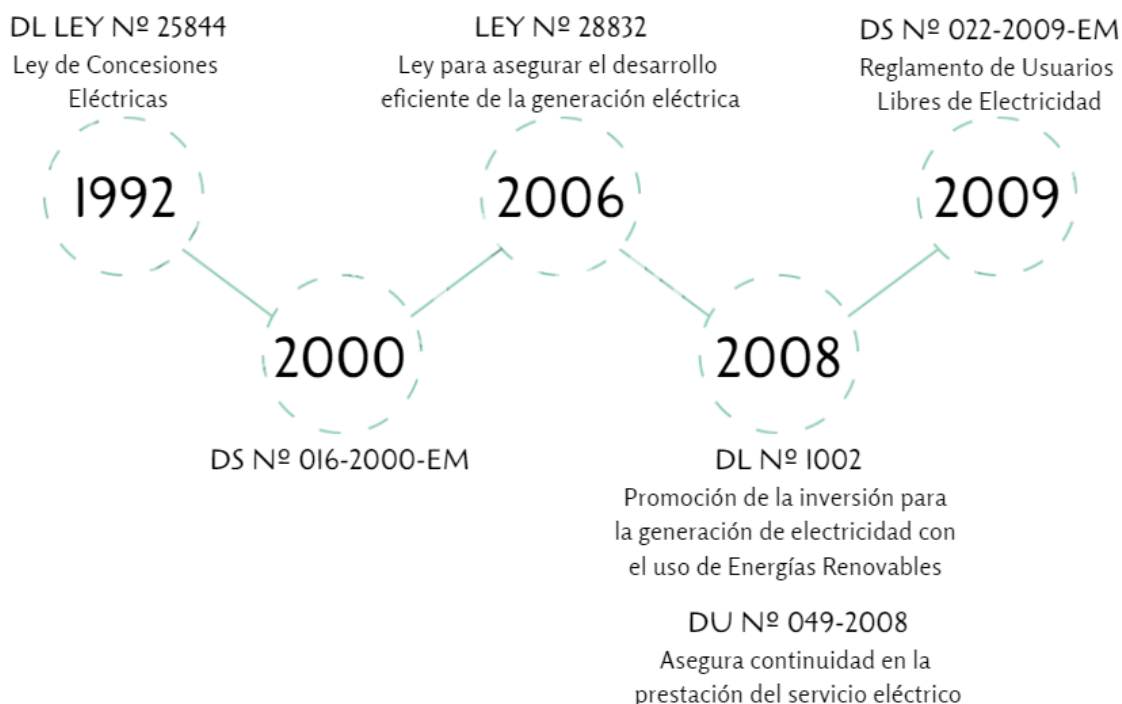 DL LEY Nº 25844
Ley de Concesiones
Eléctricas
1992
2000
DS Nº 016-2000-EM
LEY Nº 28832
Ley para asegurar el desarrollo
eficiente de la generación eléctrica
2006
2008
DL Nº 1002
Promoción de la inversión para
la generación de electricidad con
el uso de Energías Renovables
DU Nº 049-2008
Asegura continuidad en la
prestación del servicio eléctrico
DS Nº 022-2009-EM
Reglamento de Usuarios
Libres de Electricidad
2009